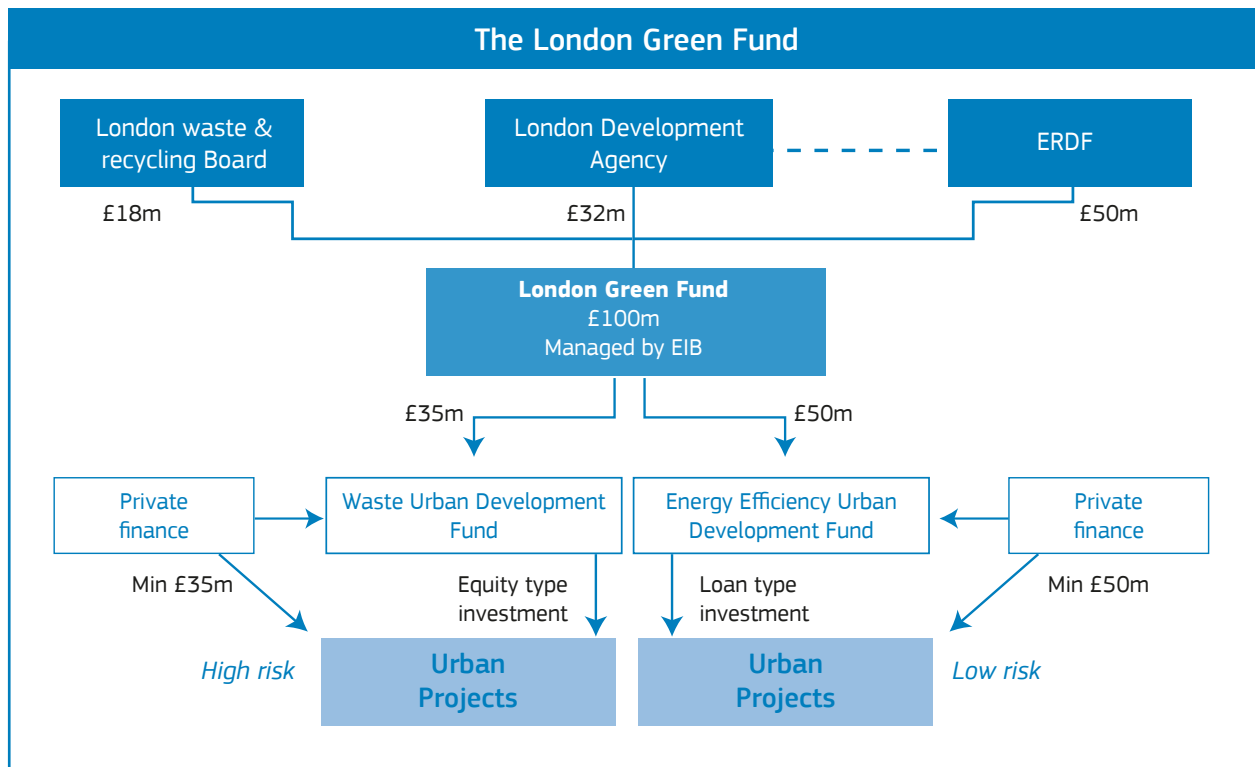 The London Green Fund
London waste &
recycling Board
London Development
Agency
ERDF
£18m
£32m
£50m
London Green Fund
£100m
Managed by EIB
£35m
£50m
Private
finance
Waste Urban Development
Fund
Energy Efficiency Urban
Development Fund
Private
finance
Min £35m
Equity type
investment
Loan type
investment
Min £50m
High risk
Urban
Projects
Urban
Projects
Low risk